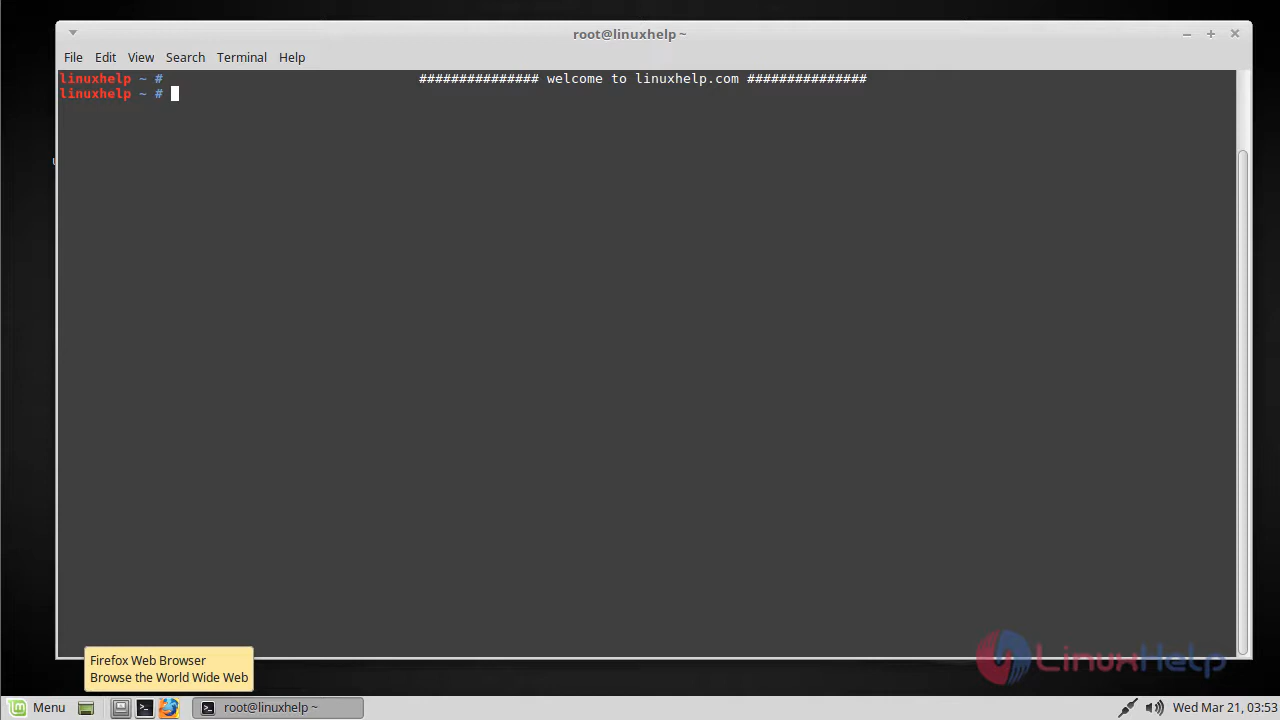 root@linuxhelp ~
File Edit View Search Terminal Help
linuxhelp ~ # ############### welcome to linuxhelp.com ###############
linuxhelp ~ #
Firefox Web Browser
Browse the World Wide Web
LinuxHelp
Menu root@linuxhelp ~ Wed Mar 21, 03:53